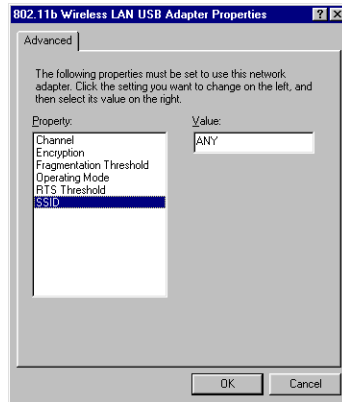 802.11b Wireless LAN USB Adapter Properties
Advanced
The following properties must be set to use this network
adapter. Click the setting you want to change on the left, and
then select its value on the right.
Property:
Channel
Encryption
Fragmentation Threshold
Operating Mode
RTS Threshold
SSID
Value:
ANY
OK
Cancel